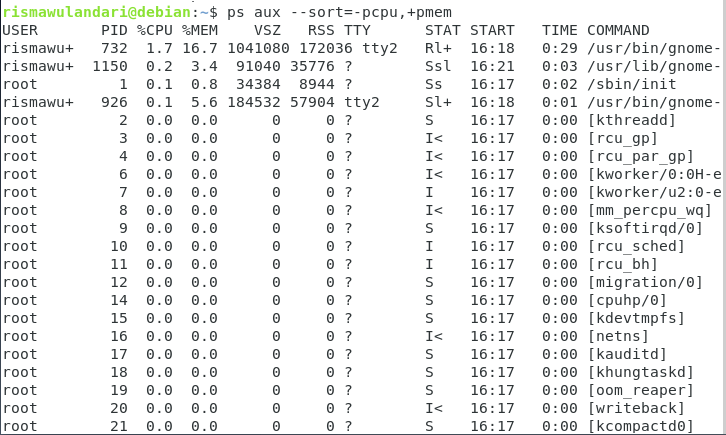 rismawulandari@debian:~$ ps aux --sort=-pcpu,+pmem
USER       PID %CPU %MEM    VSZ   RSS TTY      STAT START   TIME COMMAND
rismawu+   732  1.7 16.7 1041080 172036 tty2   Rl+  16:18   0:29 /usr/bin/gnome-
rismawu+  1150  0.2  3.4  91040 35776 ?        Ssl  16:21   0:03 /usr/lib/gnome-
root         1  0.1  0.8  34384  8944 ?        Ss   16:17   0:02 /sbin/init
rismawu+   926  0.1  5.6 184532 57904 tty2     Sl+  16:18   0:01 /usr/bin/gnome-
root         2  0.0  0.0      0     0 ?        S    16:17   0:00 [kthreadd]
root         3  0.0  0.0      0     0 ?        I<   16:17   0:00 [rcu_gp]
root         4  0.0  0.0      0     0 ?        I<   16:17   0:00 [rcu_par_gp]
root         6  0.0  0.0      0     0 ?        I<   16:17   0:00 [kworker/0:0H-e
root         7  0.0  0.0      0     0 ?        I    16:17   0:00 [kworker/u2:0-e
root         8  0.0  0.0      0     0 ?        I<   16:17   0:00 [mm_percpu_wq]
root         9  0.0  0.0      0     0 ?        S    16:17   0:00 [ksoftirqd/0]
root        10  0.0  0.0      0     0 ?        I    16:17   0:00 [rcu_sched]
root        11  0.0  0.0      0     0 ?        I    16:17   0:00 [rcu_bh]
root        12  0.0  0.0      0     0 ?        S    16:17   0:00 [migration/0]
root        14  0.0  0.0      0     0 ?        S    16:17   0:00 [cpuhp/0]
root        15  0.0  0.0      0     0 ?        S    16:17   0:00 [kdevtmpfs]
root        16  0.0  0.0      0     0 ?        I<   16:17   0:00 [netns]
root        17  0.0  0.0      0     0 ?        S    16:17   0:00 [kauditd]
root        18  0.0  0.0      0     0 ?        S    16:17   0:00 [khungtaskd]
root        19  0.0  0.0      0     0 ?        S    16:17   0:00 [oom_reaper]
root        20  0.0  0.0      0     0 ?        I<   16:17   0:00 [writeback]
root        21  0.0  0.0      0     0 ?        S    16:17   0:00 [kcompactd0]